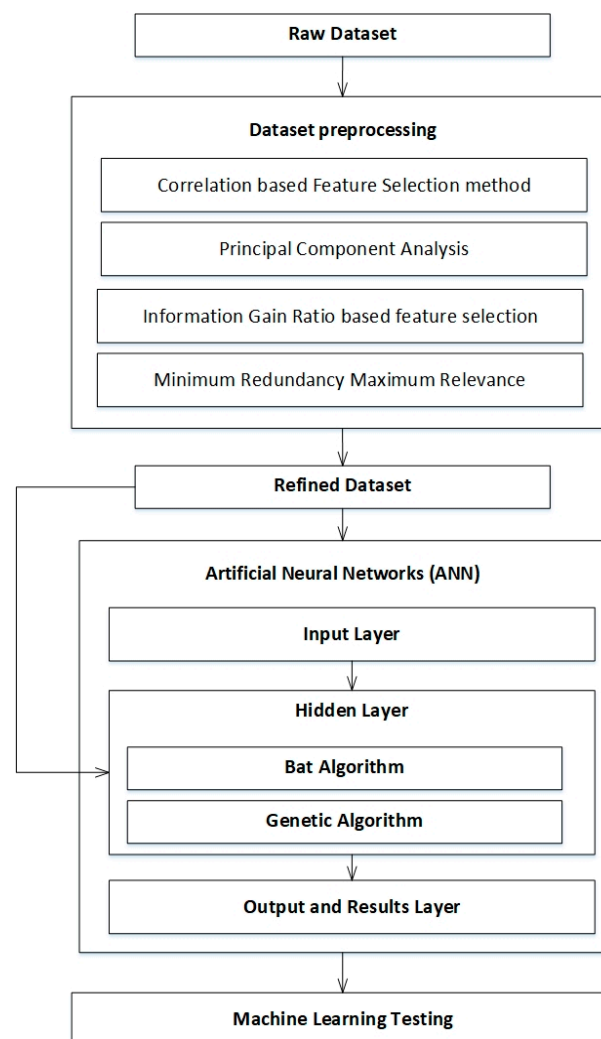 Raw Dataset
Dataset preprocessing
Correlation based Feature Selection method
Principal Component Analysis
Information Gain Ratio based feature selection
Minimum Redundancy Maximum Relevance
Refined Dataset
Artificial Neural Networks (ANN)
Input Layer
Hidden Layer
Bat Algorithm
Genetic Algorithm
Output and Results Layer
Machine Learning Testing